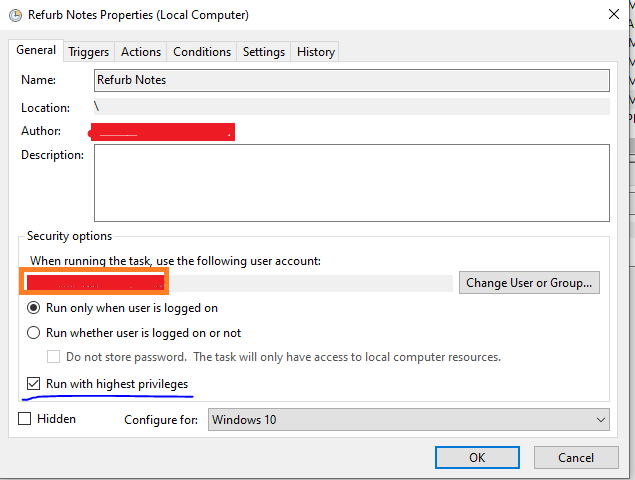 Refurb Notes Properties (Local Computer)
General Triggers Actions Conditions Settings History
Name: Refurb Notes
Location: \
Author:
Description:
Security options
When running the task, use the following user account:
Change User or Group...
Run only when user is logged on
Run whether user is logged on or not
Do not store password. The task will only have access to local computer resources.
Run with highest privileges
Hidden Configure for: Windows 10
OK Cancel